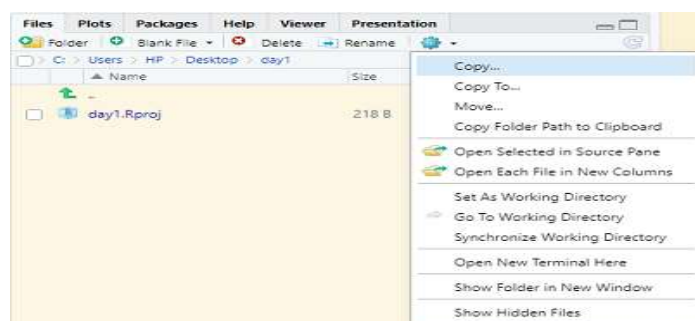 Files Plots Packages Help Viewer Presentation
Folder Blank File Delete Rename
C: Users HP Desktop day1
Name Size
..
day1.Rproj 218 B
Copy...
Copy To...
Move...
Copy Folder Path to Clipboard
Open Selected in Source Pane
Open Each File in New Columns
Set As Working Directory
Go To Working Directory
Synchronize Working Directory
Open New Terminal Here
Show Folder in New Window
Show Hidden Files